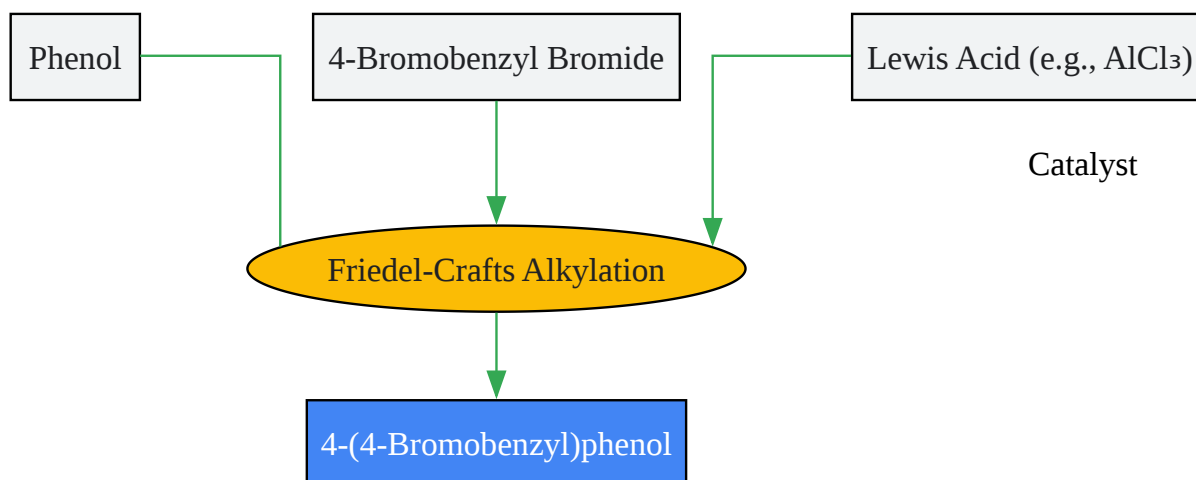 Phenol
4-Bromobenzyl Bromide
Lewis Acid (e.g., AlCl₃)
Catalyst
Friedel-Crafts Alkylation
4-(4-Bromobenzyl)phenol